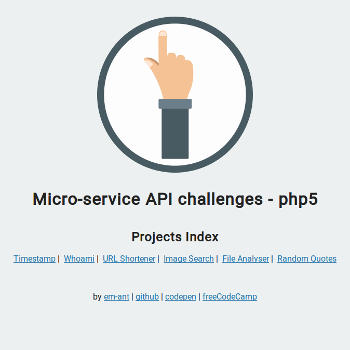 Micro-service API challenges - php5
Projects Index
Timestamp | Whoami | URL Shortener | Image Search | File Analyser | Random Quotes
by em-ant | github | codepen | freeCodeCamp